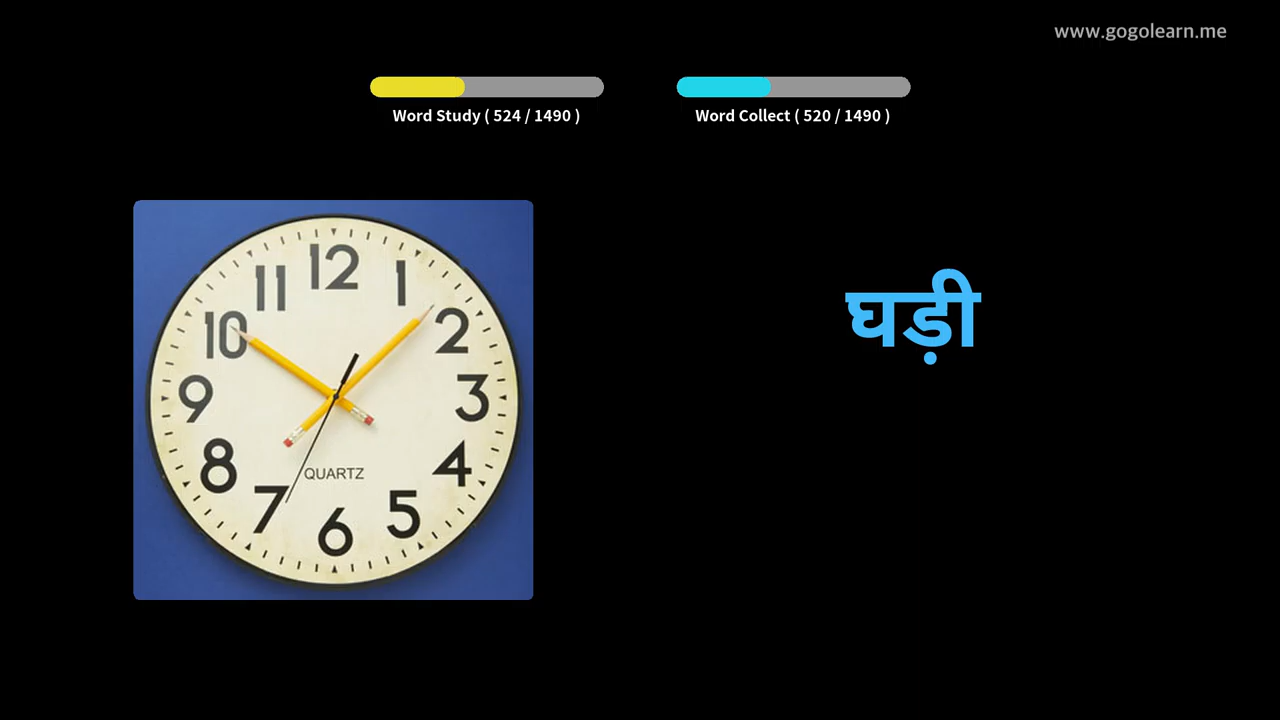 www.gogolearn.me
Word Study ( 524 / 1490 )
Word Collect ( 520 / 1490 )
12
11
1
10
2
9
3
8
4
7
5
6
QUARTZ
घड़ी